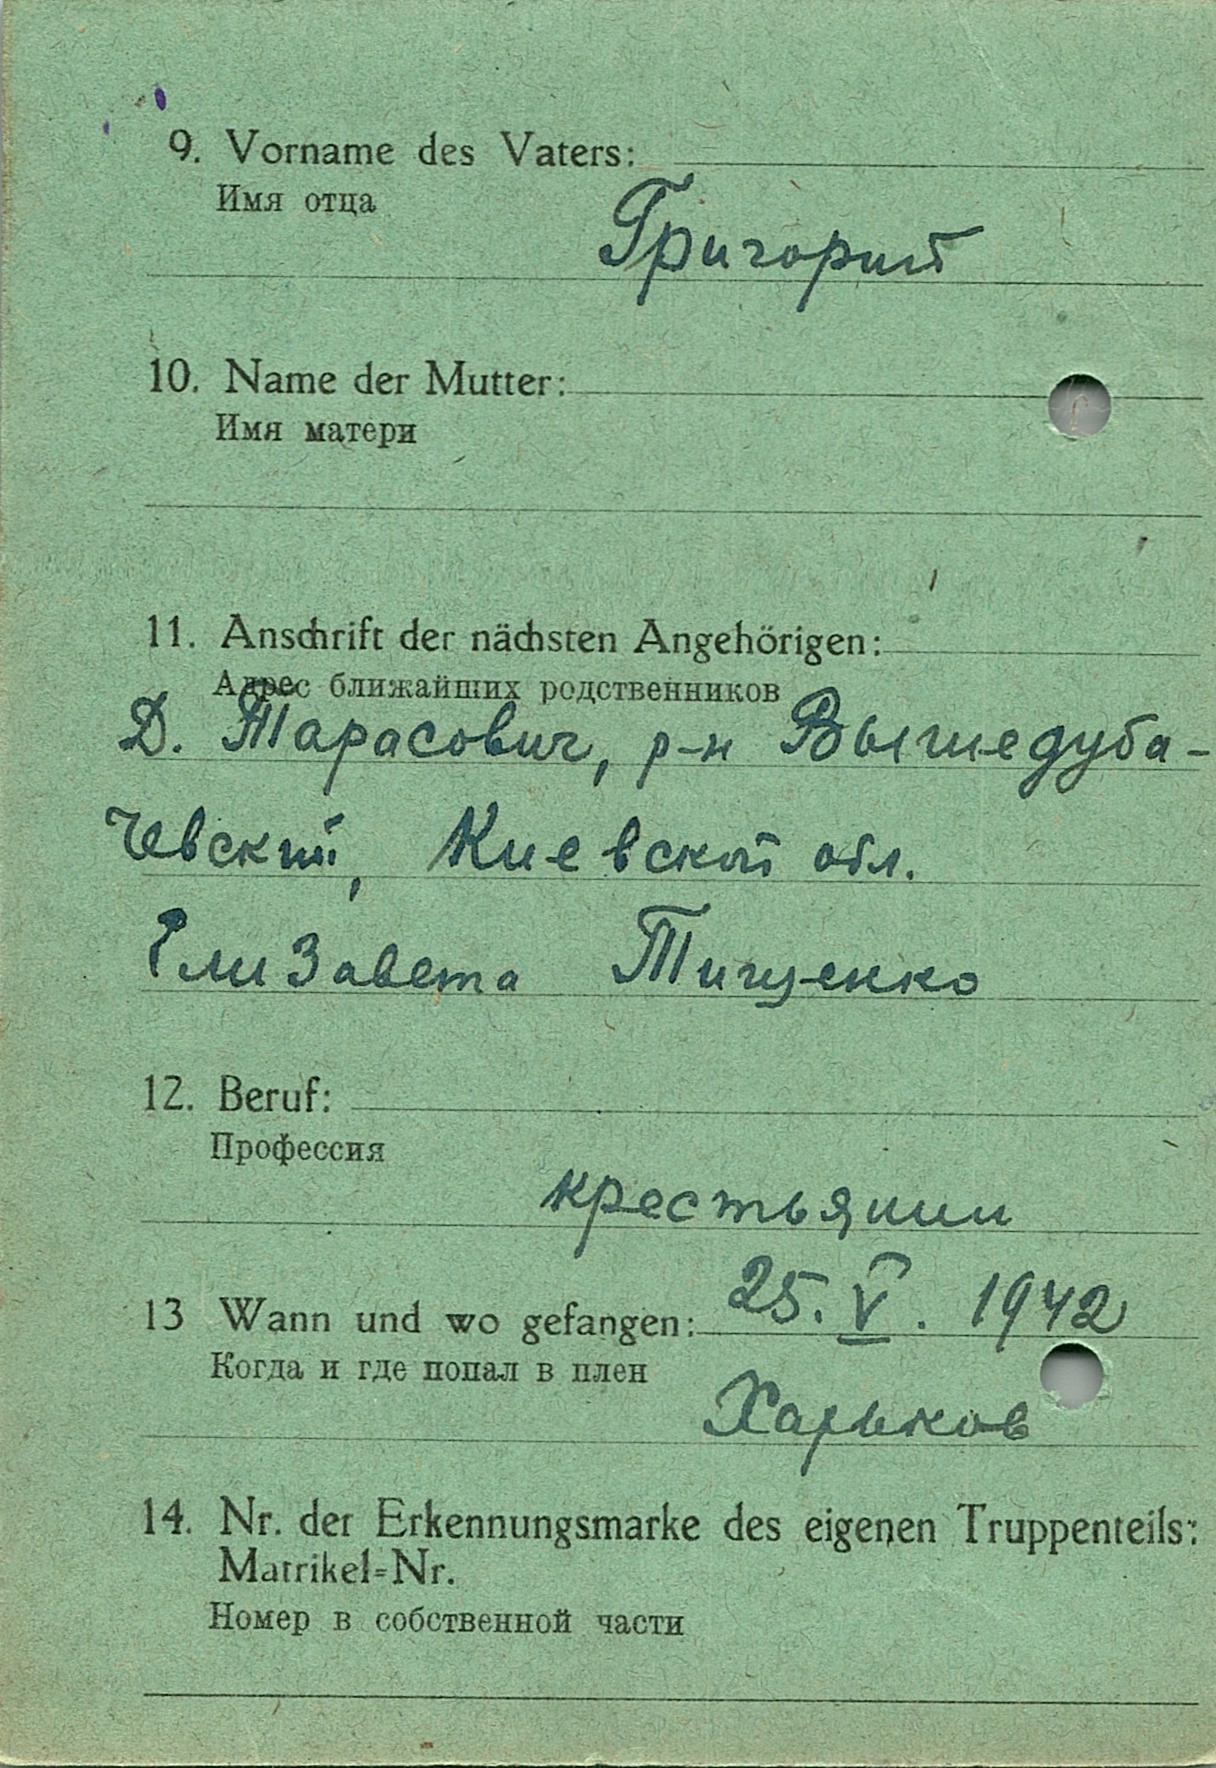 9. Vorname des Vaters:
Имя отца
Григорий
10. Name der Mutter:
Имя матери
11. Anschrift der nächsten Angehörigen:
Адрес ближайших родственников
Д. Тарасович, р-н Вышедуба-
чевский, Киевской обл.
Елизавета Тищенко
12. Beruf:
Профессия
крестьянин
13 Wann und wo gefangen: 25. V. 1942
Когда и где попал в плен
Харьков
14. Nr. der Erkennungsmarke des eigenen Truppenteils:
Matrikel=Nr.
Номер в собственной части